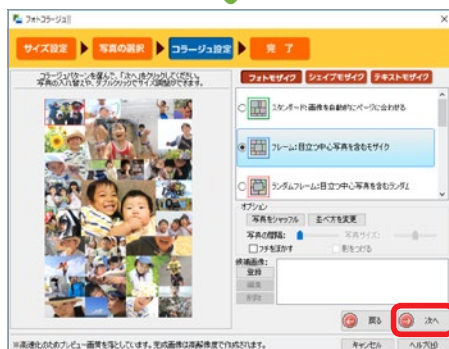 フォトコラージュII
サイズ設定
写真の選択
コラージュ設定
完 了
コラージュパターンを選んで、「次へ」をクリックしてください。
写真の入れ替えや、ダブルクリックでサイズ調整ができます。
フォトモザイク
シェイプモザイク
テキストモザイク
スタンダード:画像を自動的にページに合わせる
フレーム:目立つ中心写真を含むモザイク
ランダムフレーム:目立つ中心写真を含むランダム
オプション
写真をシャッフル
並べ方を変更
写真の間隔:
写真サイズ:
フチをぼかす
影をつける
候補画像:
登録
編集
削除
戻る
次へ
※高速化のためプレビュー画質を落としています。完成画像は高解像度で作成されます。
キャンセル
ヘルプ(H)